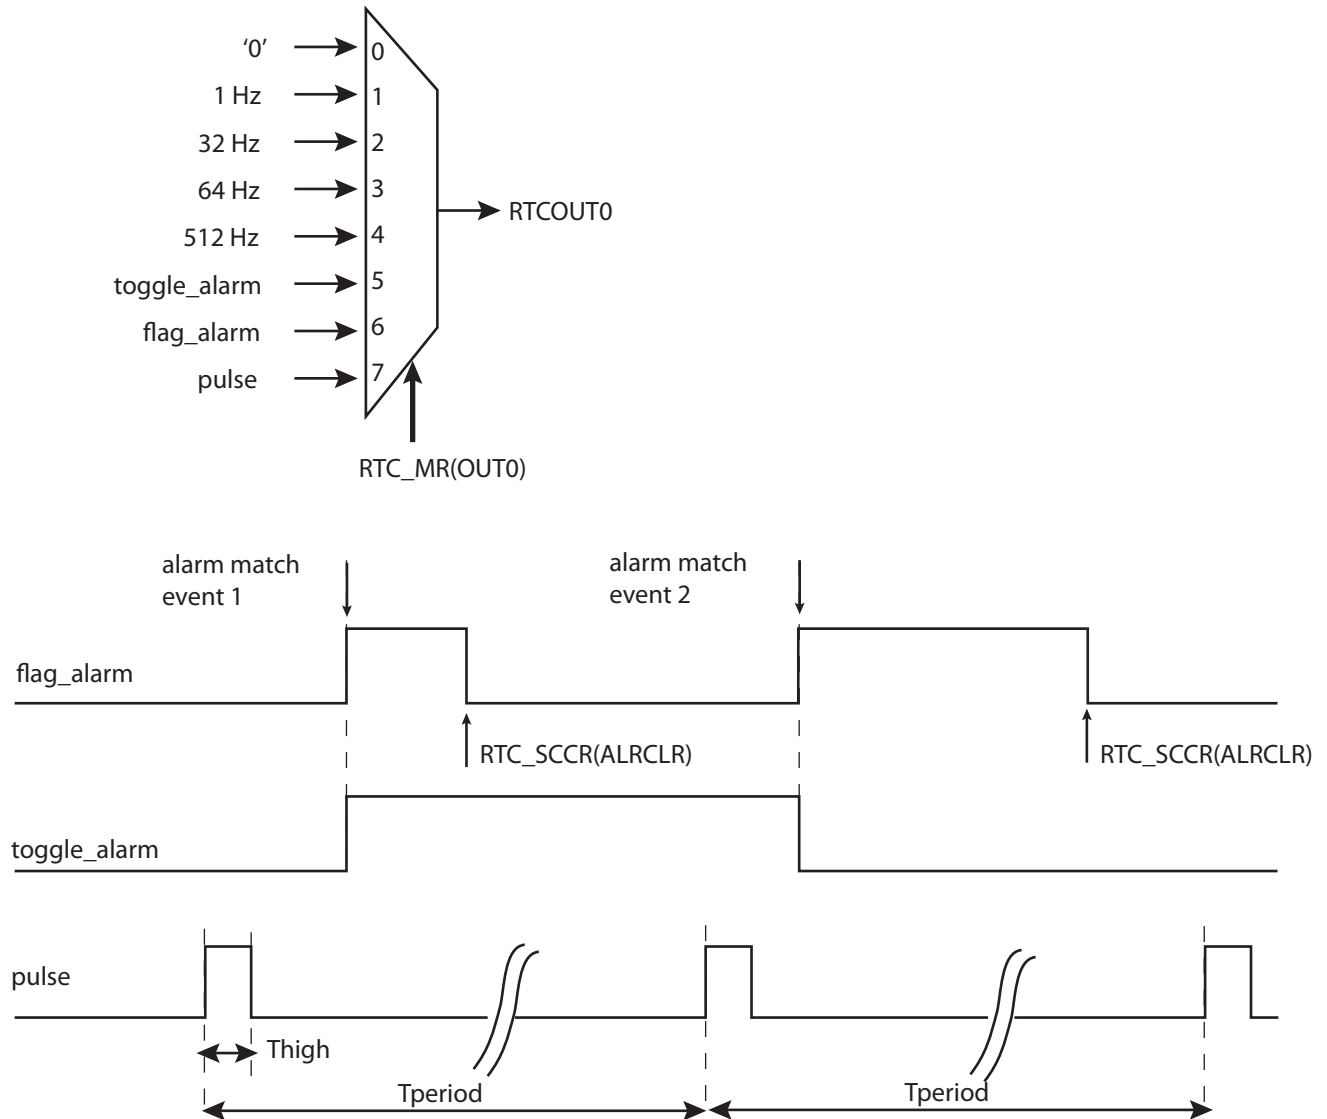 ‘0’
0
1 Hz
1
32 Hz
2
64 Hz
3
RTCOUT0
512 Hz
4
toggle_alarm
5
flag_alarm
6
pulse
7
RTC_MR(OUT0)
alarm match
event 1
alarm match
event 2
flag_alarm
RTC_SCCR(ALRCLR)
RTC_SCCR(ALRCLR)
toggle_alarm
pulse
Thigh
Tperiod
Tperiod